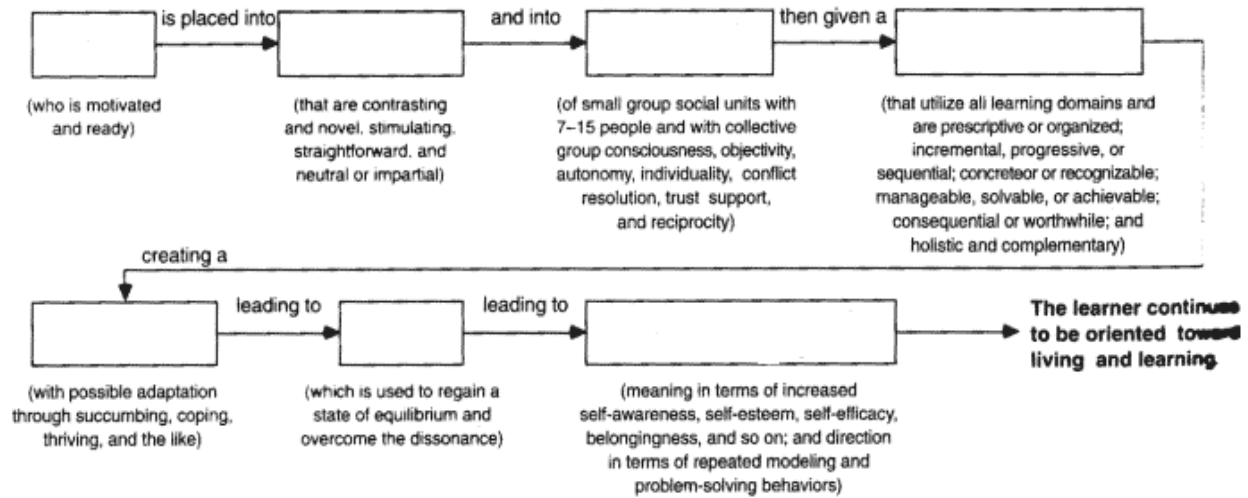 is placed into
and into
then given a
(who is motivated
and ready)
(that are contrasting
and novel, stimulating,
straightforward, and
neutral or impartial)
(of small group social units with
7–15 people and with collective
group consciousness, objectivity,
autonomy, individuality, conflict
resolution, trust support,
and reciprocity)
(that utilize all learning domains and
are prescriptive or organized;
incremental, progressive, or
sequential; concreteor or recognizable;
manageable, solvable, or achievable;
consequential or worthwhile; and
holistic and complementary)
creating a
leading to
leading to
The learner continues
to be oriented toward
living and learning.
(with possible adaptation
through succumbing, coping,
thriving, and the like)
(which is used to regain a
state of equilibrium and
overcome the dissonance)
(meaning in terms of increased
self-awareness, self-esteem, self-efficacy,
belongingness, and so on; and direction
in terms of repeated modeling and
problem-solving behaviors)